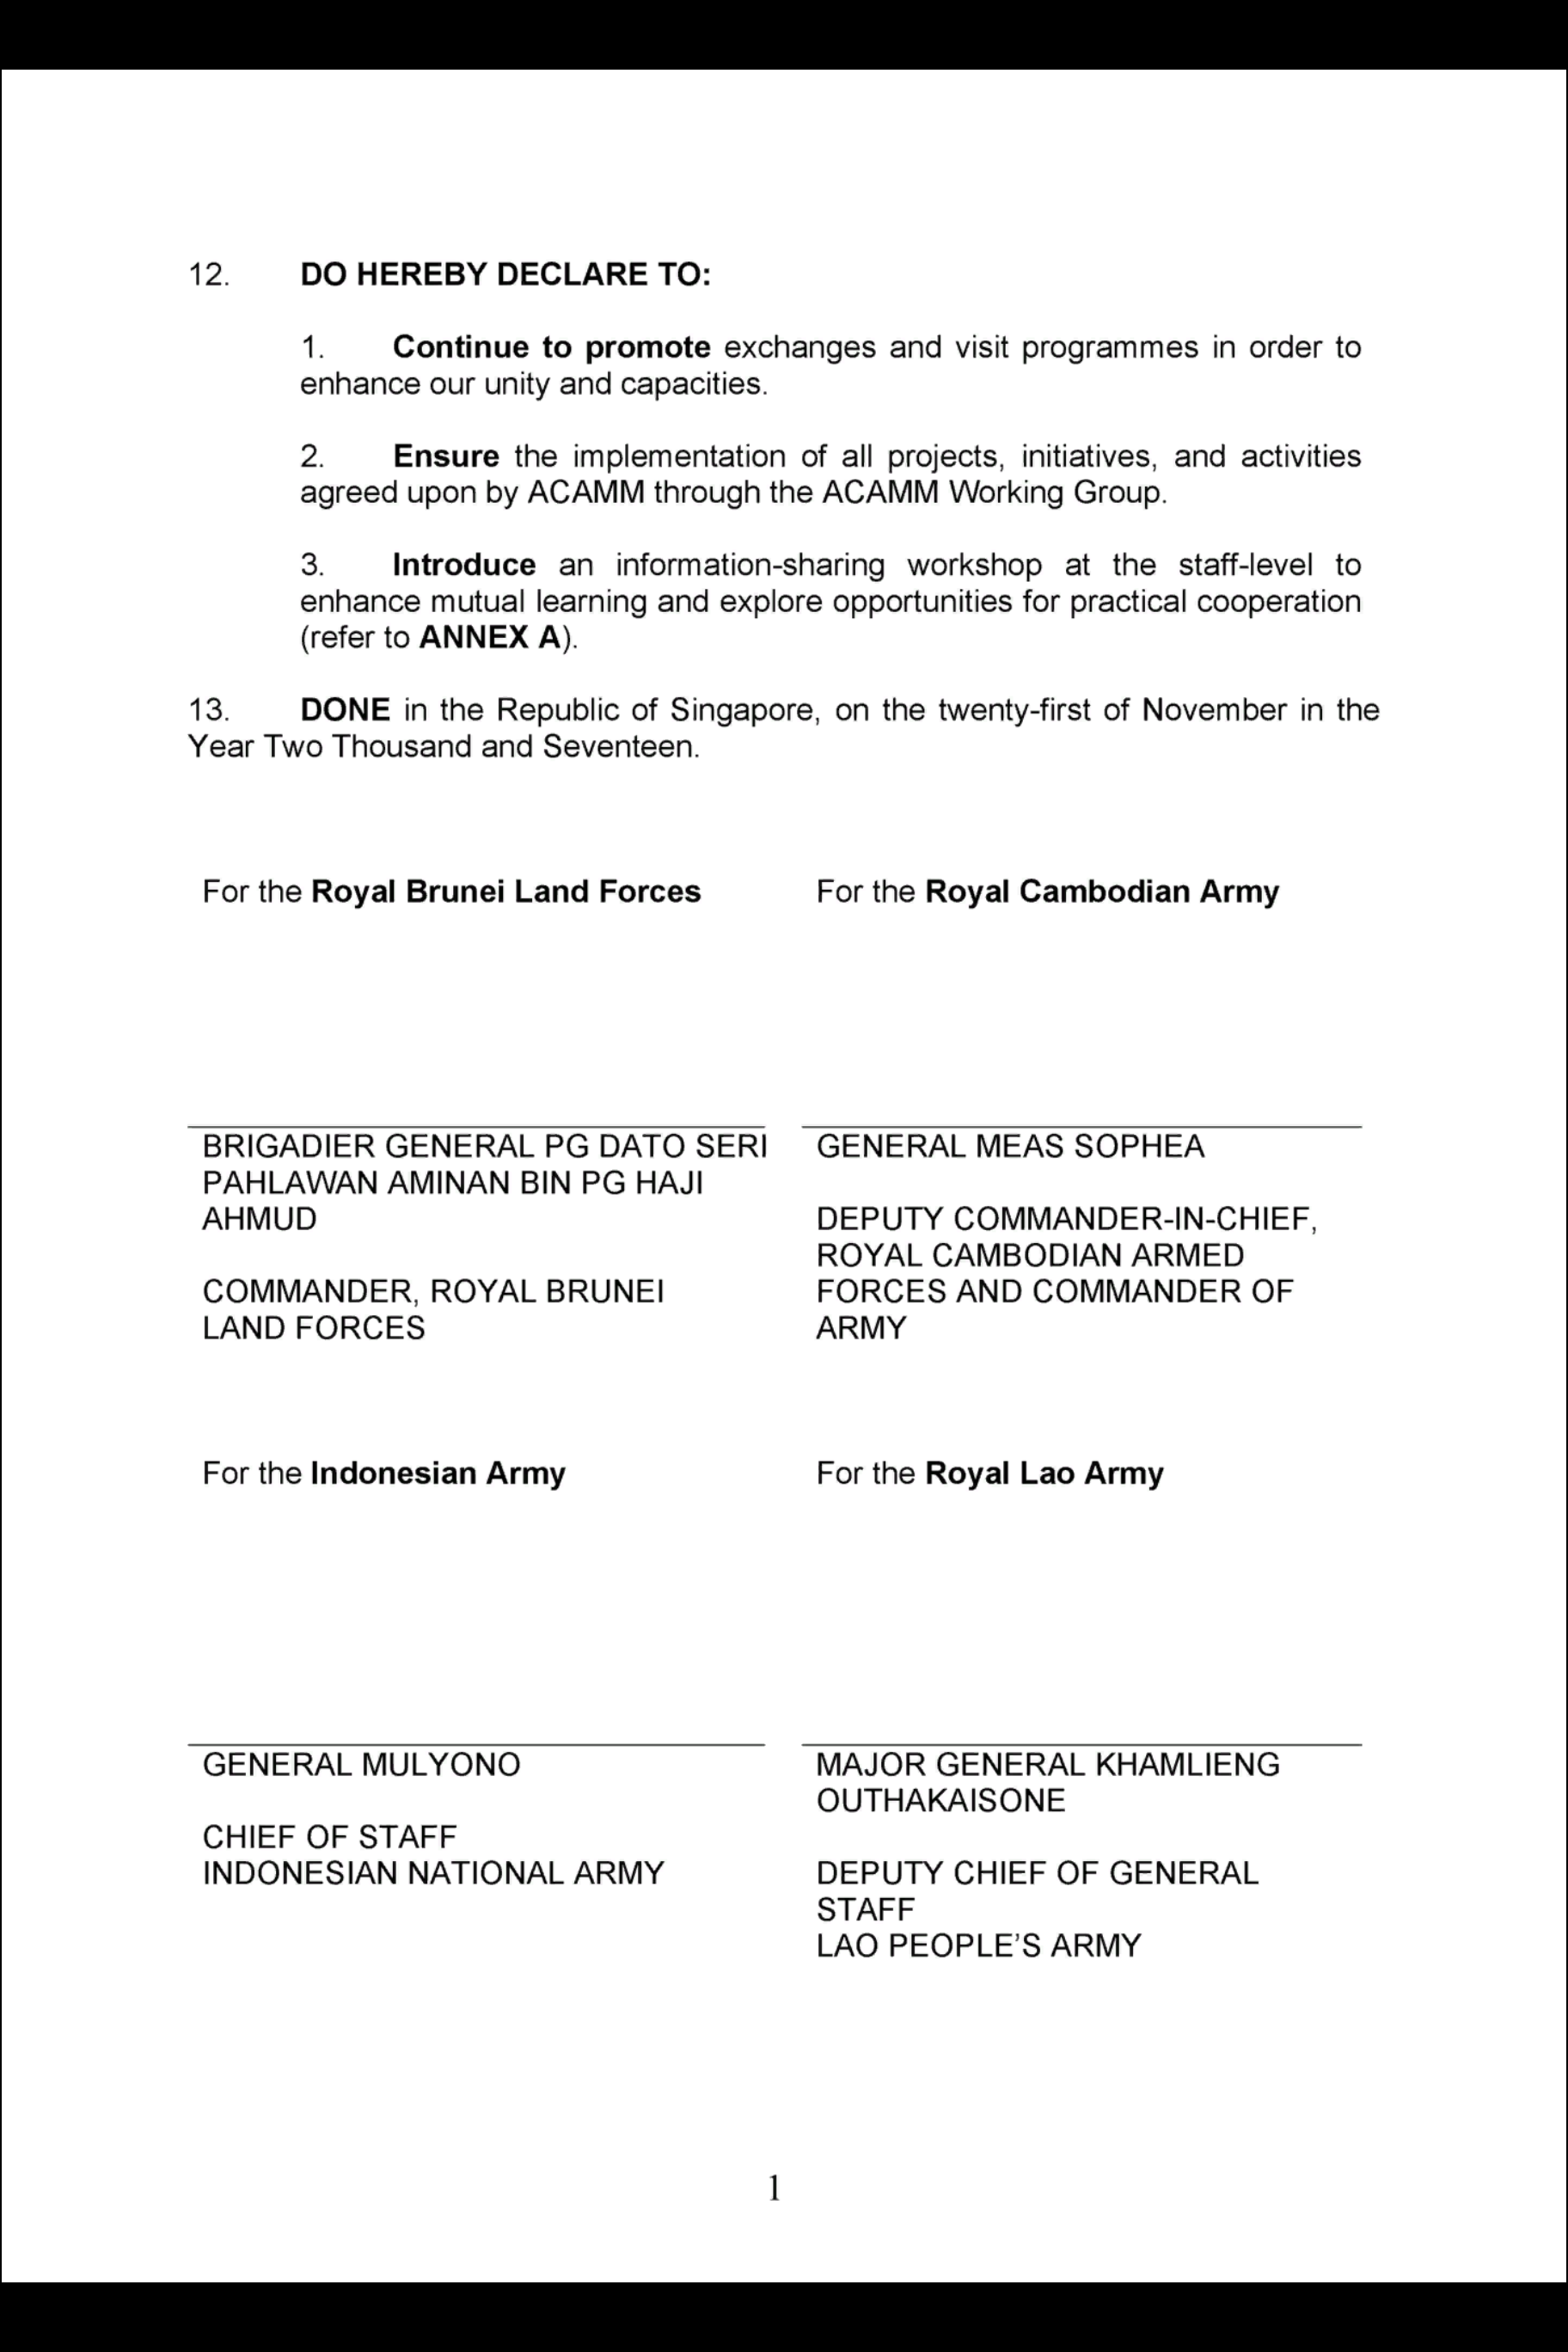 12. DO HEREBY DECLARE TO:
1. Continue to promote exchanges and visit programmes in order to
enhance our unity and capacities.
2. Ensure the implementation of all projects, initiatives, and activities
agreed upon by ACAMM through the ACAMM Working Group.
3. Introduce an information-sharing workshop at the staff-level to
enhance mutual learning and explore opportunities for practical cooperation
(refer to ANNEX A).
13. DONE in the Republic of Singapore, on the twenty-first of November in the
Year Two Thousand and Seventeen.
For the Royal Brunei Land Forces
For the Royal Cambodian Army
BRIGADIER GENERAL PG DATO SERI
PAHLAWAN AMINAN BIN PG HAJI
AHMUD
COMMANDER, ROYAL BRUNEI
LAND FORCES
GENERAL MEAS SOPHEA
DEPUTY COMMANDER-IN-CHIEF,
ROYAL CAMBODIAN ARMED
FORCES AND COMMANDER OF
ARMY
For the Indonesian Army
For the Royal Lao Army
GENERAL MULYONO
CHIEF OF STAFF
INDONESIAN NATIONAL ARMY
MAJOR GENERAL KHAMLIENG
OUTHAKAISONE
DEPUTY CHIEF OF GENERAL
STAFF
LAO PEOPLE'S ARMY
1